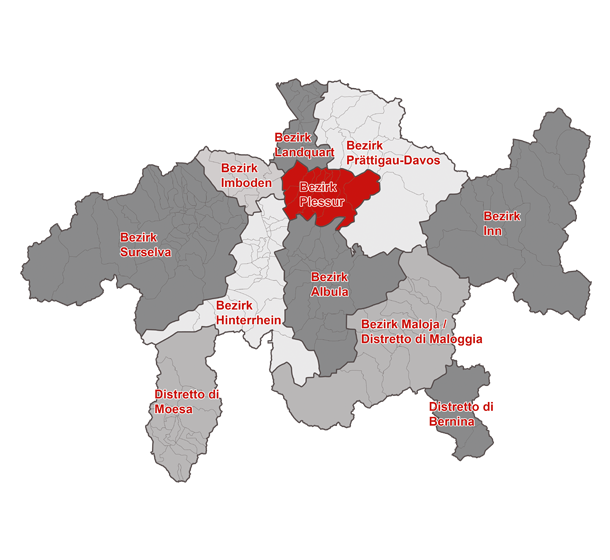 Bezirk
Landquart
Bezirk
Prättigau-Davos
Bezirk
Imboden
Bezirk
Plessur
Bezirk
Inn
Bezirk
Surselva
Bezirk
Albula
Bezirk
Hinterrhein
Bezirk Maloja /
Distretto di Maloggia
Distretto di
Moesa
Distretto di
Bernina